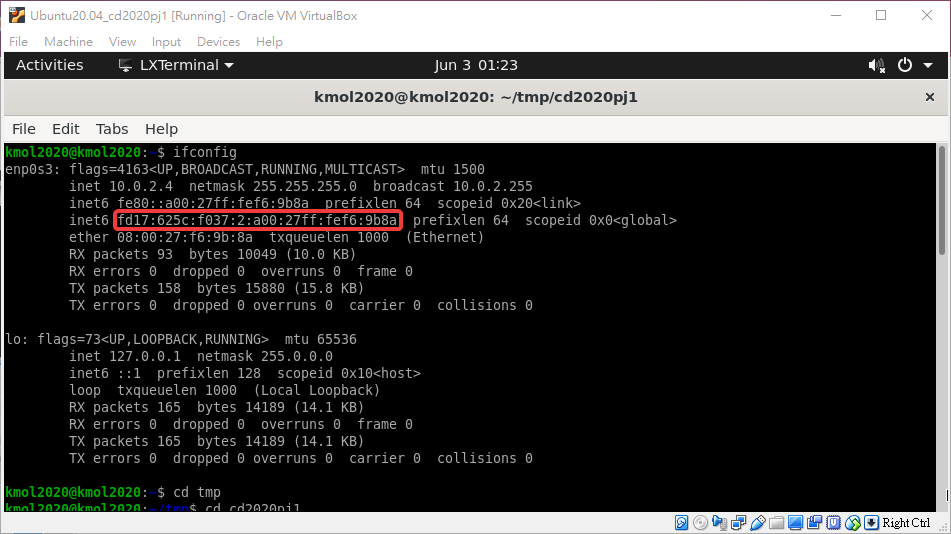 Ubuntu20.04_cd2020pj1 [Running] - Oracle VM VirtualBox
File Machine View Input Devices Help
Activities LXTerminal Jun 3 01:23
kmol2020@kmol2020: ~/tmp/cd2020pj1
File Edit Tabs Help
kmol2020@kmol2020:~$ ifconfig
enp0s3: flags=4163<UP,BROADCAST,RUNNING,MULTICAST>  mtu 1500
        inet 10.0.2.4  netmask 255.255.255.0  broadcast 10.0.2.255
        inet6 fe80::a00:27ff:fef6:9b8a  prefixlen 64  scopeid 0x20<link>
        inet6 fd17:625c:f037:2:a00:27ff:fef6:9b8a  prefixlen 64  scopeid 0x0<global>
        ether 08:00:27:f6:9b:8a  txqueuelen 1000  (Ethernet)
        RX packets 93  bytes 10049 (10.0 KB)
        RX errors 0  dropped 0  overruns 0  frame 0
        TX packets 158  bytes 15880 (15.8 KB)
        TX errors 0  dropped 0 overruns 0  carrier 0  collisions 0
lo: flags=73<UP,LOOPBACK,RUNNING>  mtu 65536
        inet 127.0.0.1  netmask 255.0.0.0
        inet6 ::1  prefixlen 128  scopeid 0x10<host>
        loop  txqueuelen 1000  (Local Loopback)
        RX packets 165  bytes 14189 (14.1 KB)
        RX errors 0  dropped 0  overruns 0  frame 0
        TX packets 165  bytes 14189 (14.1 KB)
        TX errors 0  dropped 0 overruns 0  carrier 0  collisions 0
kmol2020@kmol2020:~$ cd tmp
kmol2020@kmol2020:~/tmp$ cd cd2020pj1
Right Ctrl